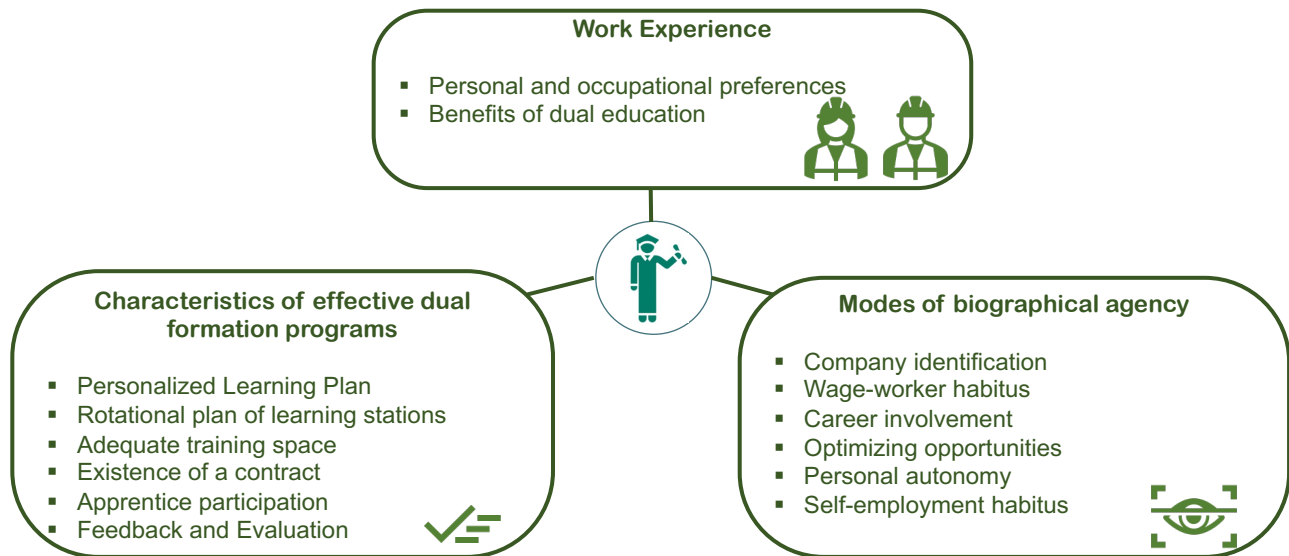 Work Experience
▪ Personal and occupational preferences
▪ Benefits of dual education
Characteristics of effective dual
formation programs
▪ Personalized Learning Plan
▪ Rotational plan of learning stations
▪ Adequate training space
▪ Existence of a contract
▪ Apprentice participation
▪ Feedback and Evaluation
Modes of biographical agency
▪ Company identification
▪ Wage-worker habitus
▪ Career involvement
▪ Optimizing opportunities
▪ Personal autonomy
▪ Self-employment habitus